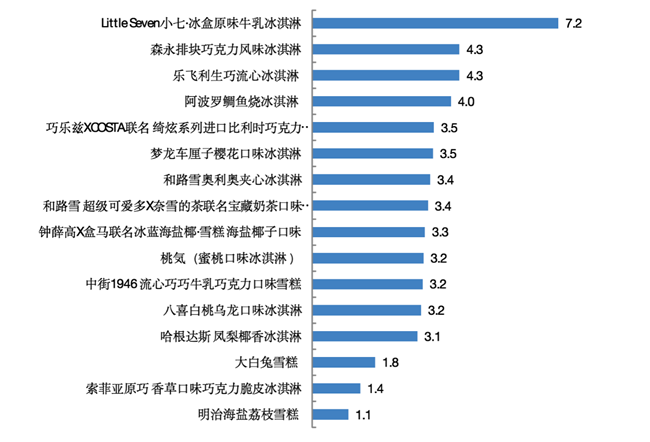 Little Seven小七·冰盒原味牛乳冰淇淋 7.2
森永排块巧克力风味冰淇淋 4.3
乐飞利生巧流心冰淇淋 4.3
阿波罗鲷鱼烧冰淇淋 4.0
巧乐兹XCOSTA联名 绮炫系列进口比利时巧克力… 3.5
梦龙车厘子樱花口味冰淇淋 3.5
和路雪奥利奥夹心冰淇淋 3.4
和路雪 超级可爱多X奈雪的茶联名宝藏奶茶口味… 3.4
钟薛高X盒马联名冰蓝海盐椰·雪糕 海盐椰子口味 3.3
桃気（蜜桃口味冰淇淋） 3.2
中街1946 流心巧巧牛乳巧克力口味雪糕 3.2
八喜白桃乌龙口味冰淇淋 3.2
哈根达斯 凤梨椰香冰淇淋 3.1
大白兔雪糕 1.8
索菲亚原巧 香草口味巧克力脆皮冰淇淋 1.4
明治海盐荔枝雪糕 1.1